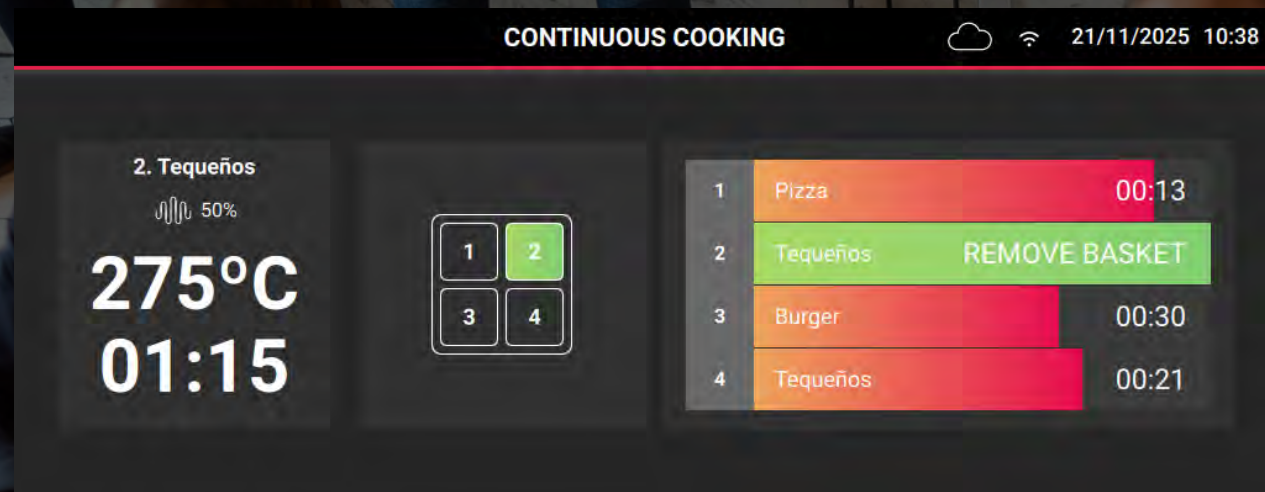 CONTINUOUS COOKING
21/11/2025 10:38
2. Tequeños
50%
275°C
01:15
1 2
3 4
1 Pizza 00:13
2 Tequeños REMOVE BASKET
3 Burger 00:30
4 Tequeños 00:21